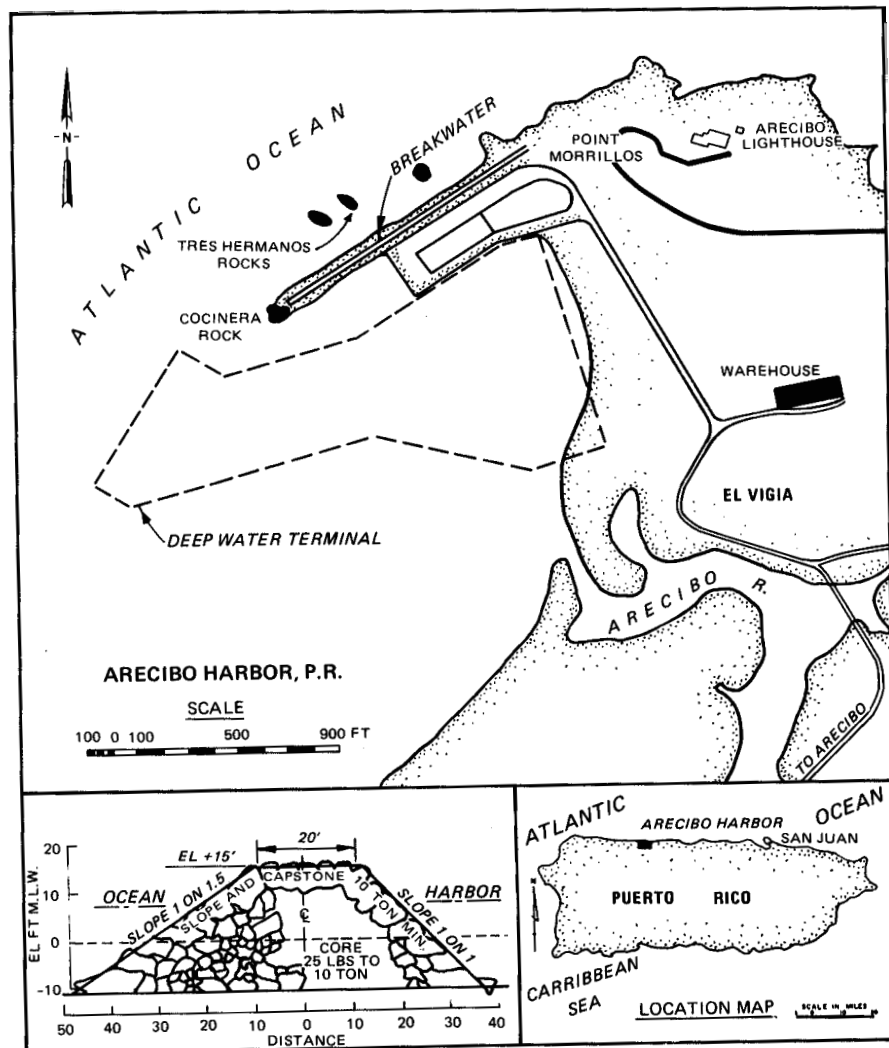 N
ATLANTIC OCEAN
BREAKWATER
POINT
MORRILLOS
ARECIBO
LIGHTHOUSE
TRES HERMANOS
ROCKS
COCINERA
ROCK
WAREHOUSE
EL VIGIA
DEEP WATER TERMINAL
ARECIBO R.
ARECIBO HARBOR, P.R.
SCALE
100 0 100 500 900 FT
TO ARECIBO
EL FT M.L.W.
20
10
0
-10
20'
EL +15'
OCEAN
SLOPE 1 ON 1.5
SLOPE AND
CAPSTONE
10 TON
MIN.
HARBOR
SLOPE 1 ON 1
℄
CORE
25 LBS TO
10 TON
50 40 30 20 10 0 10 20 30 40
DISTANCE
ATLANTIC
OCEAN
ARECIBO HARBOR
SAN JUAN
PUERTO RICO
CARRIBBEAN
SEA
LOCATION MAP
SCALE IN MILES